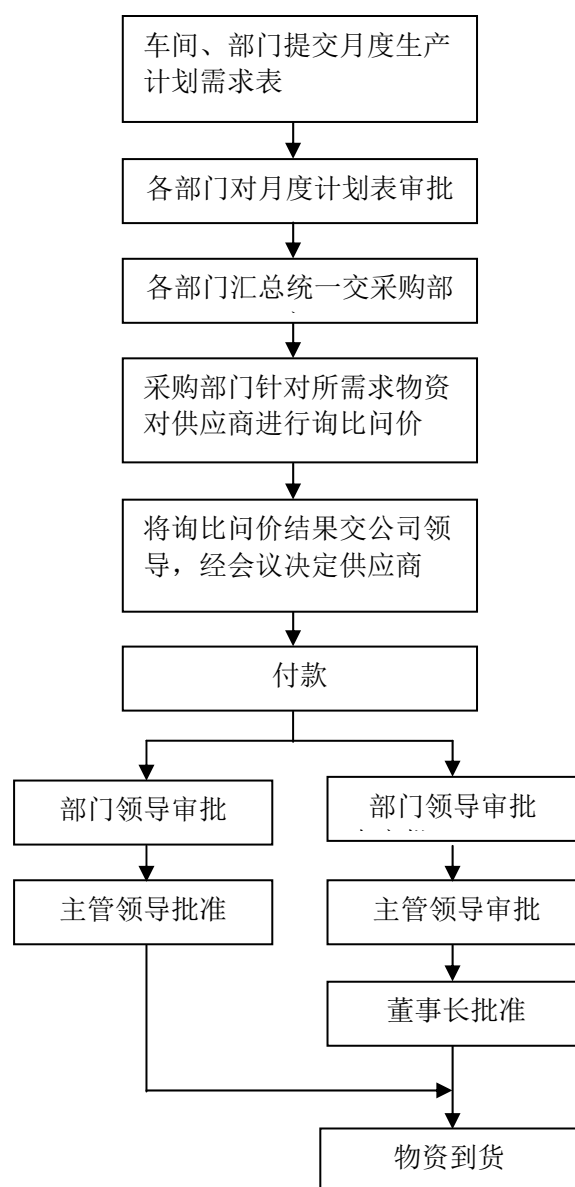 车间、部门提交月度生产
计划需求表
各部门对月度计划表审批
各部门汇总统一交采购部
采购部门针对所需求物资
对供应商进行询比问价
将询比问价结果交公司领
导，经会议决定供应商
付款
部门领导审批
部门领导审批
主管领导批准
主管领导审批
董事长批准
物资到货